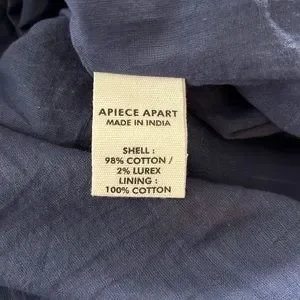 APIECE APART
MADE IN INDIA
SHELL :
98% COTTON /
2% LUREX
LINING :
100% COTTON